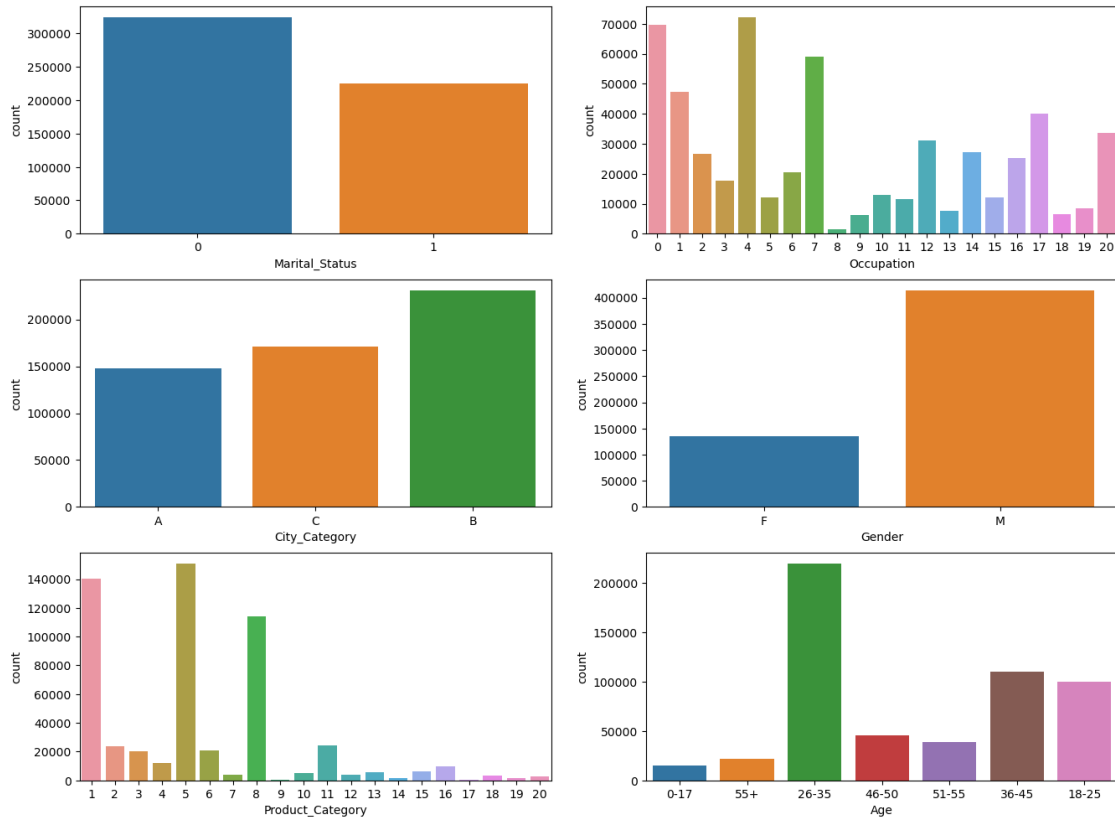 300000
250000
200000
150000
100000
50000
0
count
0 1
Marital_Status
70000
60000
50000
40000
30000
20000
10000
0
count
0 1 2 3 4 5 6 7 8 9 10 11 12 13 14 15 16 17 18 19 20
Occupation
200000
150000
100000
50000
0
count
A C B
City_Category
400000
350000
300000
250000
200000
150000
100000
50000
0
count
F M
Gender
140000
120000
100000
80000
60000
40000
20000
0
count
1 2 3 4 5 6 7 8 9 10 11 12 13 14 15 16 17 18 19 20
Product_Category
200000
150000
100000
50000
0
count
0-17 55+ 26-35 46-50 51-55 36-45 18-25
Age